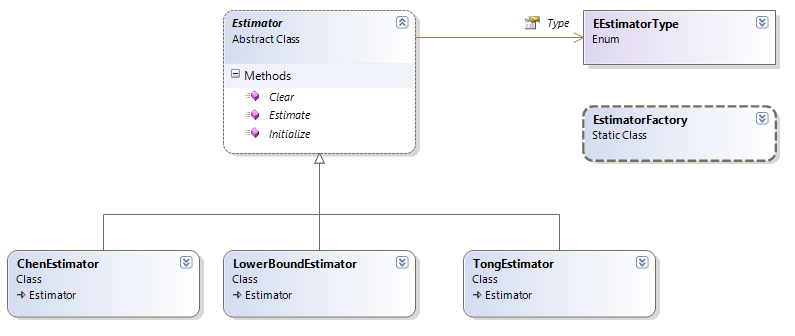 Estimator
Abstract Class
Methods
Clear
Estimate
Initialize
Type
EEstimatorType
Enum
EstimatorFactory
Static Class
ChenEstimator
Class
Estimator
LowerBoundEstimator
Class
Estimator
TongEstimator
Class
Estimator